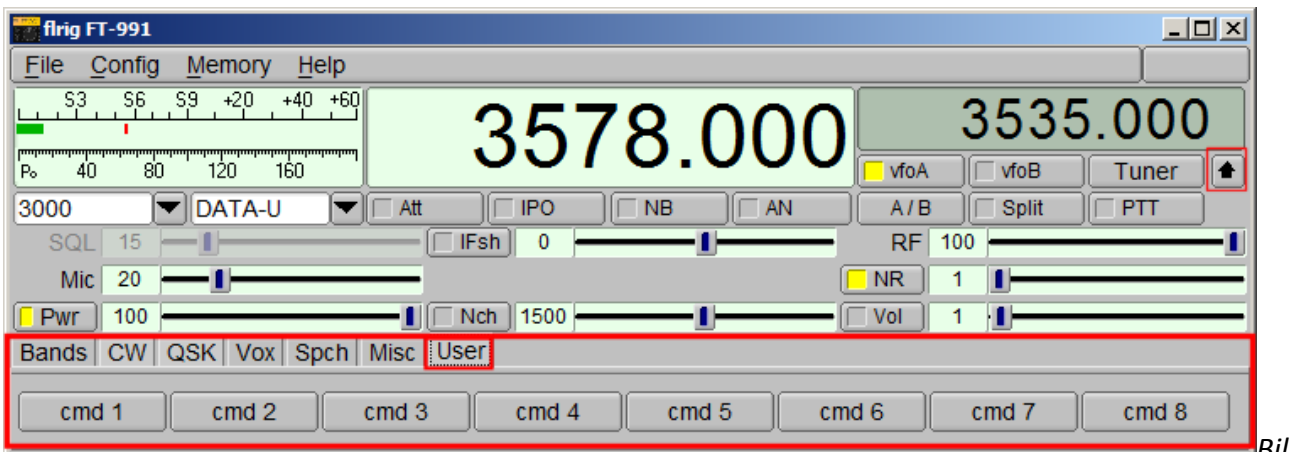 flrig FT-991
File Config Memory Help
S3 S6 S9 +20 +40 +60
3578.000
3535.000
Po 40 80 120 160
vfoA vfoB Tuner
3000 DATA-U Att IPO NB AN A / B Split PTT
SQL 15 IFsh 0 RF 100
Mic 20 NR 1
Pwr 100 Nch 1500 Vol 1
Bands CW QSK Vox Spch Misc User
cmd 1 cmd 2 cmd 3 cmd 4 cmd 5 cmd 6 cmd 7 cmd 8